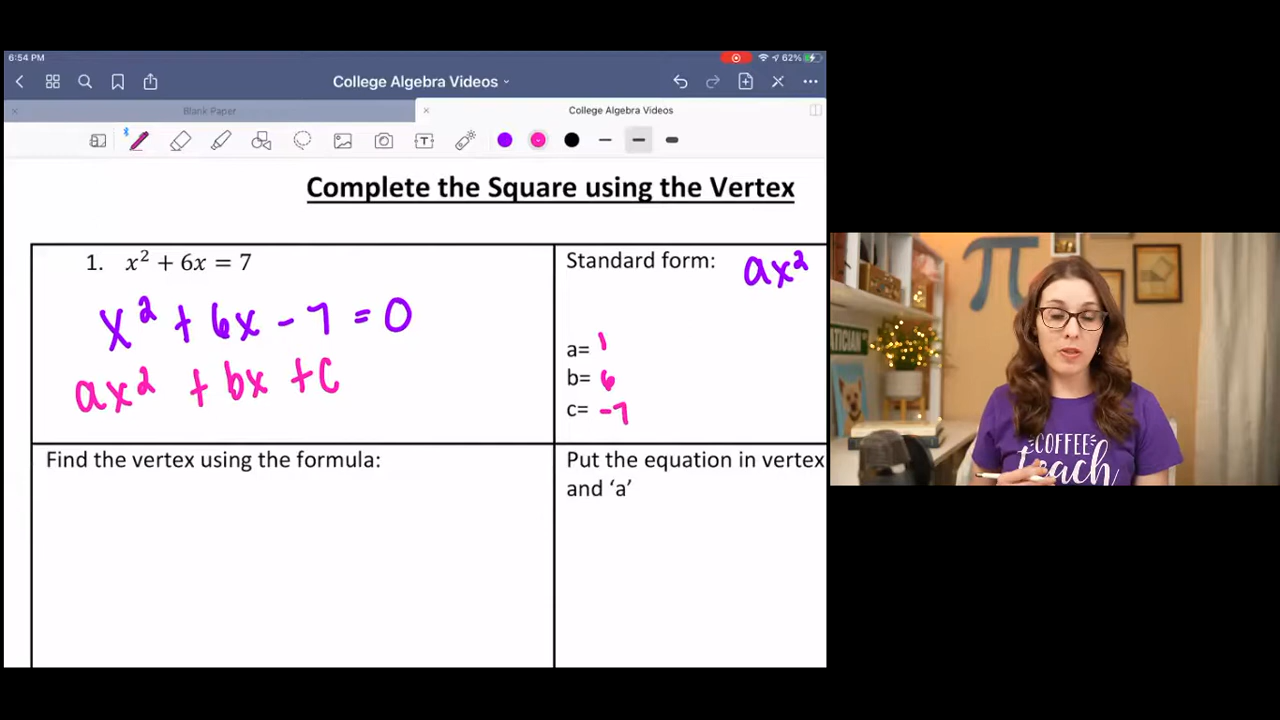 6:54 PM
62%
College Algebra Videos
Blank Paper
College Algebra Videos
T
Complete the Square using the Vertex
1. x² + 6x = 7
x² + 6x - 7 = 0
ax² + bx + c
Standard form: ax²
a= 1
b= 6
c= -7
Find the vertex using the formula:
Put the equation in vertex
and ‘a’
COFFEE
teach